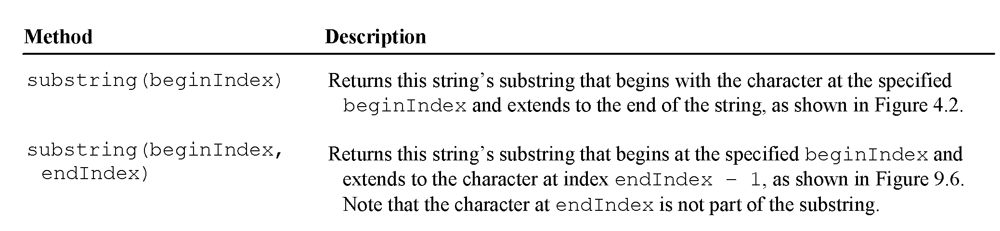 Method Description
substring(beginIndex) Returns this string’s substring that begins with the character at the specified
beginIndex and extends to the end of the string, as shown in Figure 4.2.
substring(beginIndex, Returns this string’s substring that begins at the specified beginIndex and
endIndex) extends to the character at index endIndex – 1, as shown in Figure 9.6.
Note that the character at endIndex is not part of the substring.